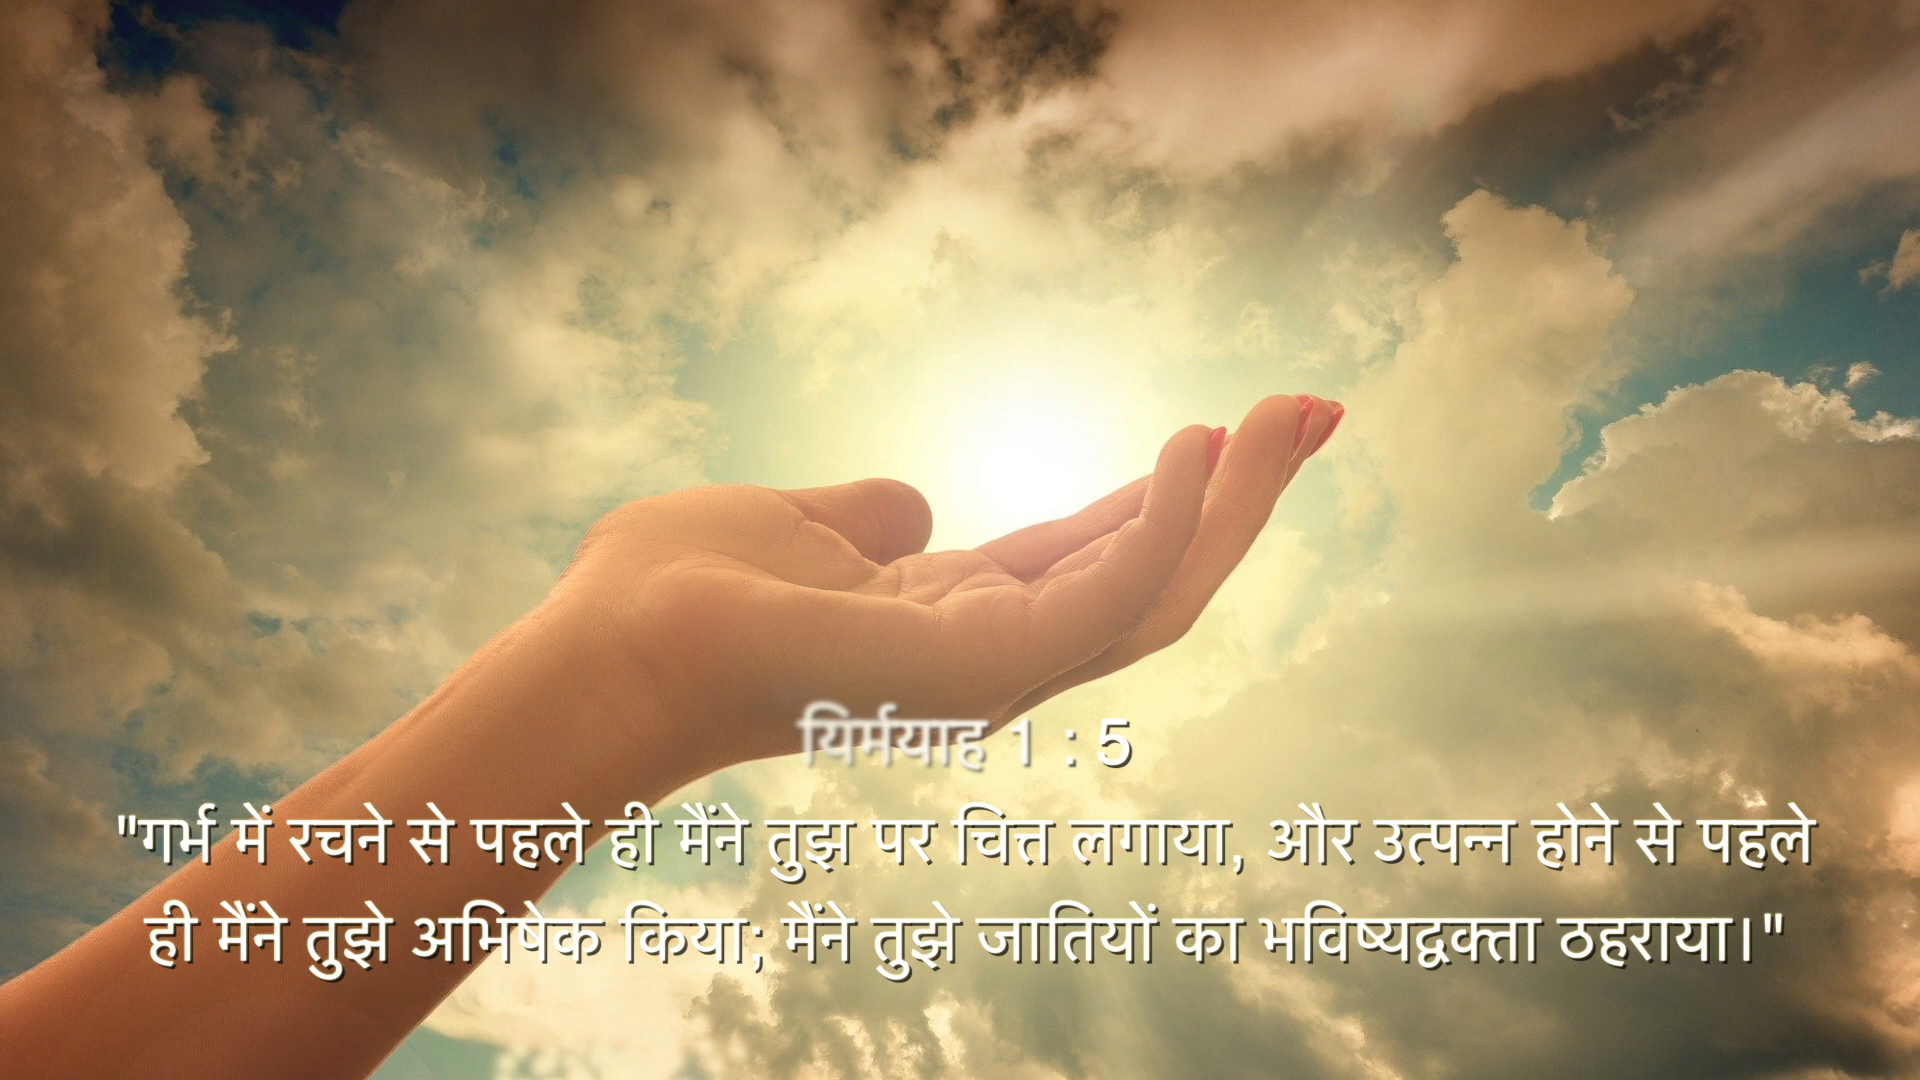 यिर्मयाह 1 : 5
"गर्भ में रचने से पहले ही मैंने तुझ पर चित्त लगाया, और उत्पन्न होने से पहले
ही मैंने तुझे अभिषेक किया; मैंने तुझे जातियों का भविष्यद्वक्ता ठहराया।"